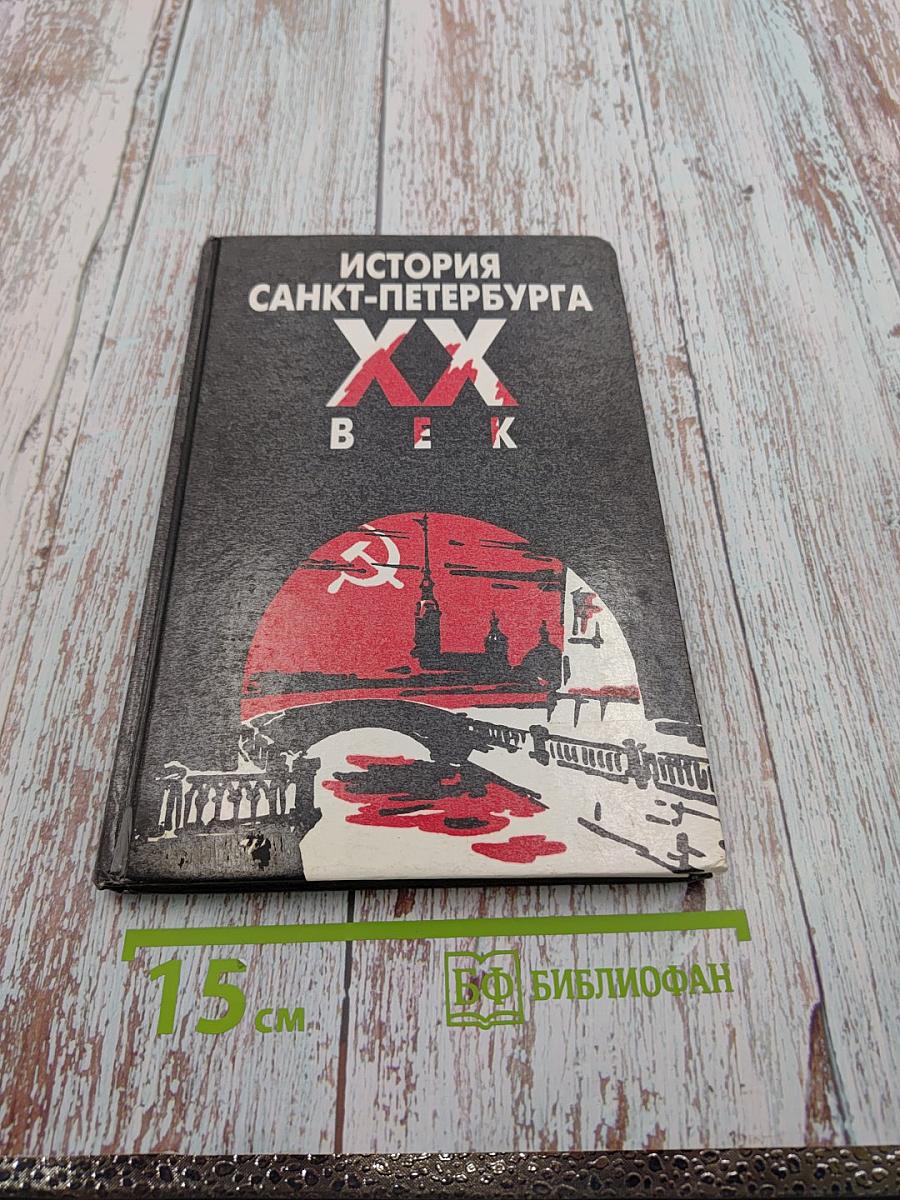 ИСТОРИЯ
САНКТ-ПЕТЕРБУРГА
XX
ВЕК
15 см
БФ БИБЛИОФАН